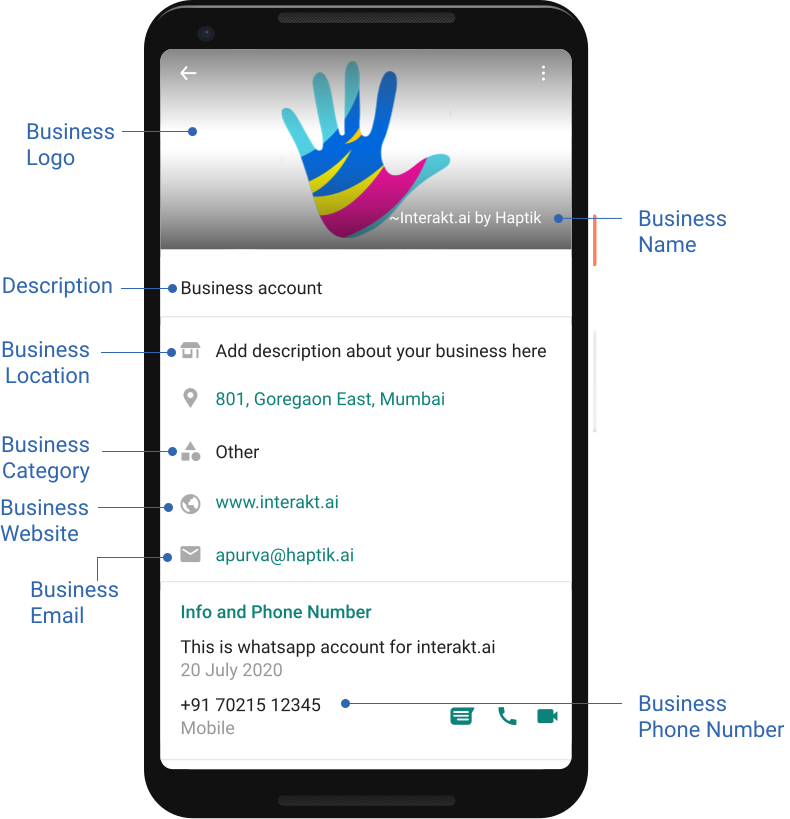 Business
Logo
~Interakt.ai by Haptik
Business
Name
Description
Business account
Business
Location
Add description about your business here
801, Goregaon East, Mumbai
Business
Category
Other
Business
Website
www.interakt.ai
apurva@haptik.ai
Business
Email
Info and Phone Number
This is whatsapp account for interakt.ai
20 July 2020
+91 70215 12345
Mobile
Business
Phone Number